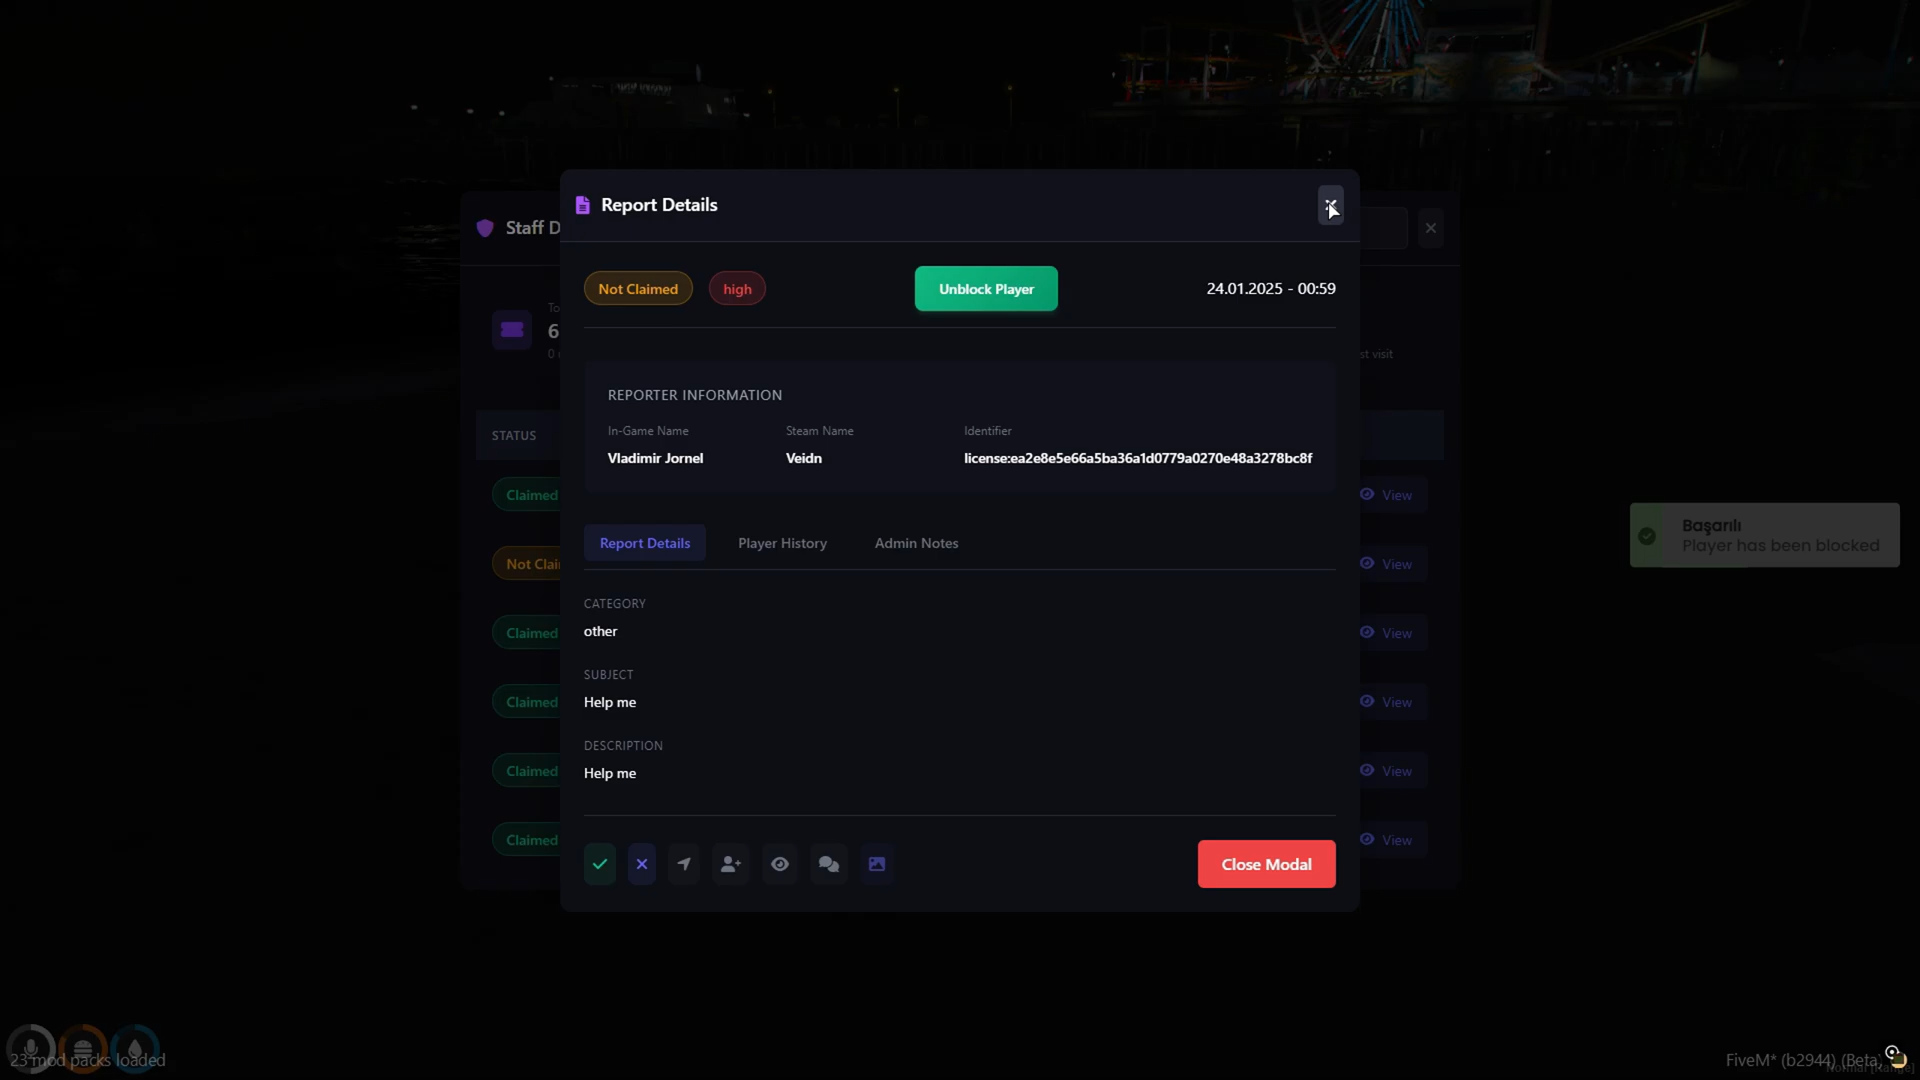 Report Details
Staff D
Not Claimed
high
Unblock Player
24.01.2025 - 00:59
To
6
0
st visit
REPORTER INFORMATION
In-Game Name
Steam Name
Identifier
Vladimir Jornel
Veidn
license:ea2e8e5e66a5ba36a1d0779a0270e48a3278bc8f
STATUS
Claimed
View
Report Details
Player History
Admin Notes
Başarılı
Player has been blocked
Not Clai
View
CATEGORY
other
Claimed
View
SUBJECT
Help me
Claimed
View
DESCRIPTION
Help me
Claimed
View
Claimed
View
Close Modal
23 mod packs loaded
FiveM* (b2944) (Beta)
Normal [Range]